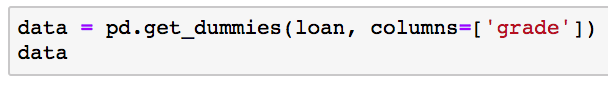 data = pd.get_dummies(loan, columns=['grade'])
data